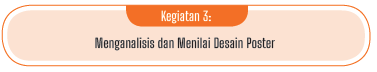 Kegiatan 3:
Menganalisis dan Menilai Desain Poster